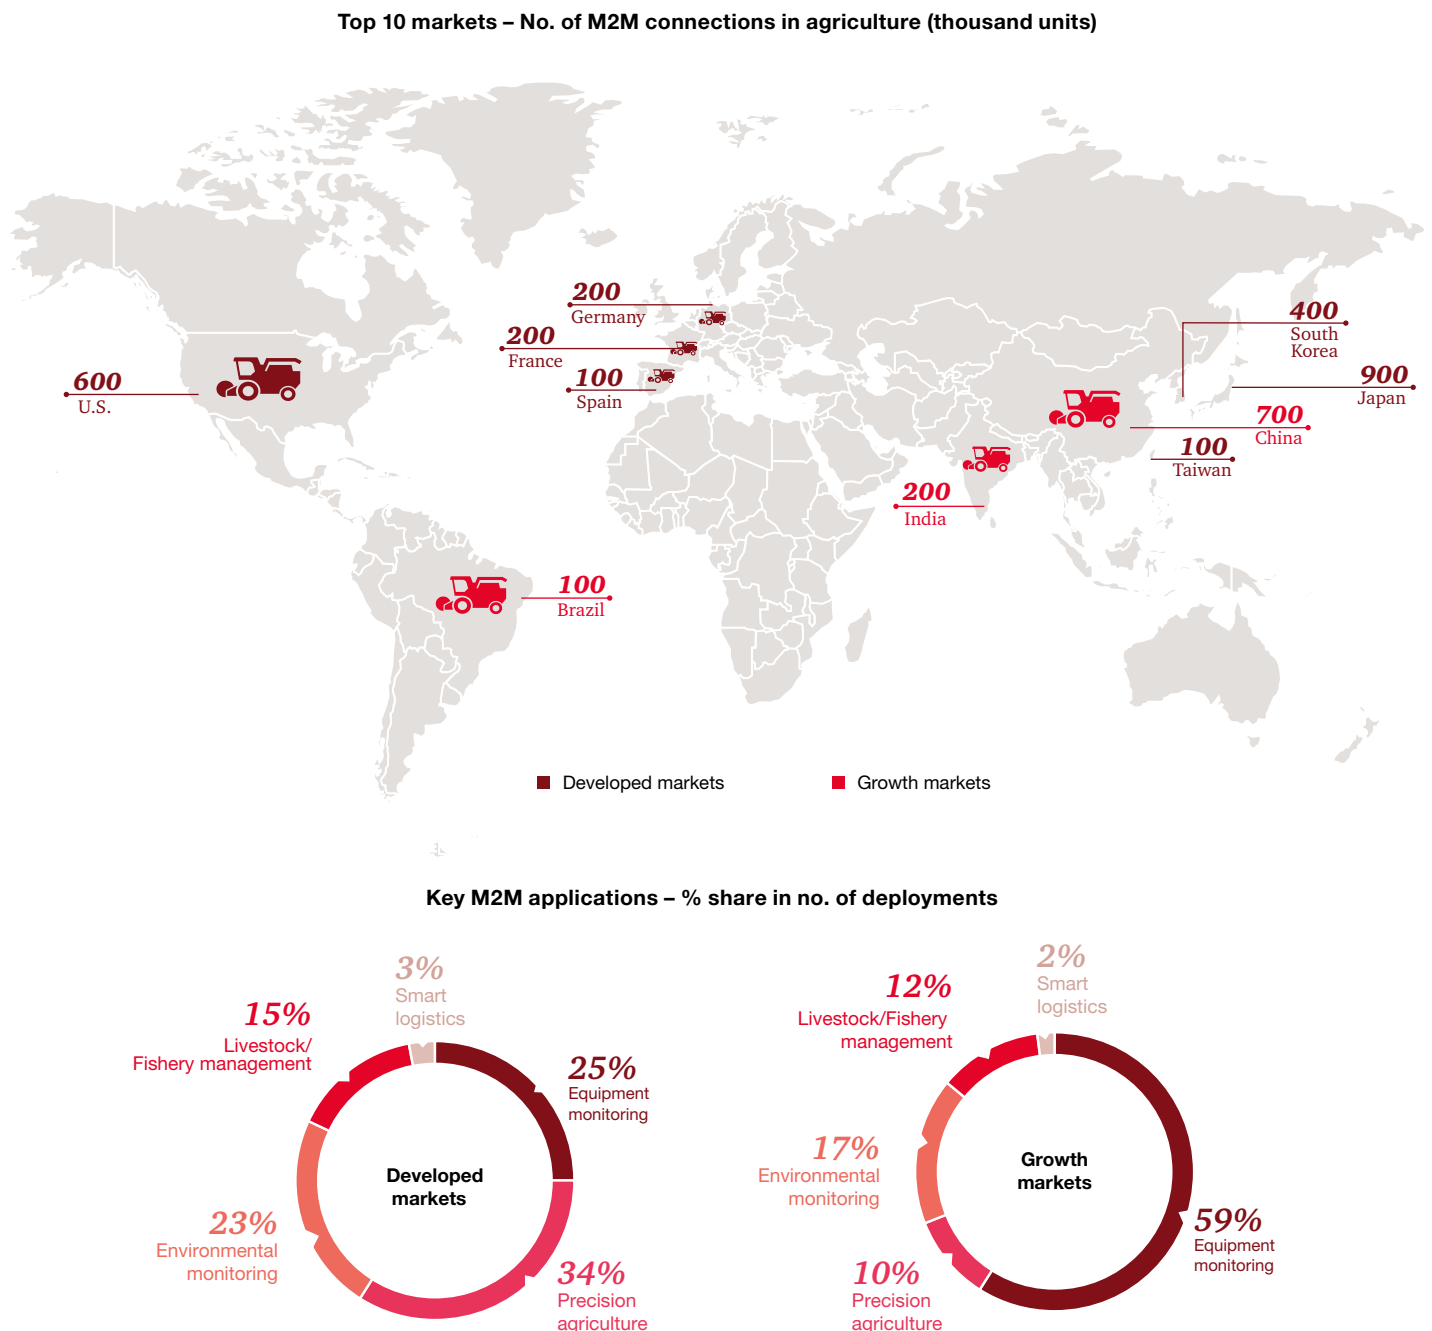 Top 10 markets – No. of M2M connections in agriculture (thousand units)
200
Germany
200
France
100
Spain
600
U.S.
400
South
Korea
900
Japan
700
China
100
Taiwan
200
India
100
Brazil
Developed markets
Growth markets
Key M2M applications – % share in no. of deployments
3%
Smart
logistics
15%
Livestock/
Fishery management
25%
Equipment
monitoring
Developed
markets
23%
Environmental
monitoring
34%
Precision
agriculture
2%
Smart
logistics
12%
Livestock/Fishery
management
17%
Environmental
monitoring
Growth
markets
59%
Equipment
monitoring
10%
Precision
agriculture